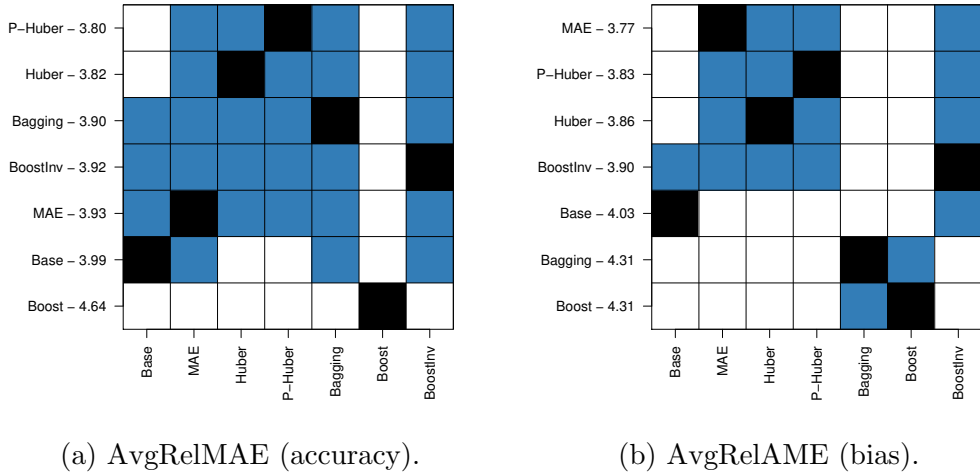 P−Huber − 3.80
Huber − 3.82
Bagging − 3.90
BoostInv − 3.92
MAE − 3.93
Base − 3.99
Boost − 4.64
Base
MAE
Huber
P−Huber
Bagging
Boost
BoostInv
(a) AvgRelMAE (accuracy).
MAE − 3.77
P−Huber − 3.83
Huber − 3.86
BoostInv − 3.90
Base − 4.03
Bagging − 4.31
Boost − 4.31
Base
MAE
Huber
P−Huber
Bagging
Boost
BoostInv
(b) AvgRelAME (bias).